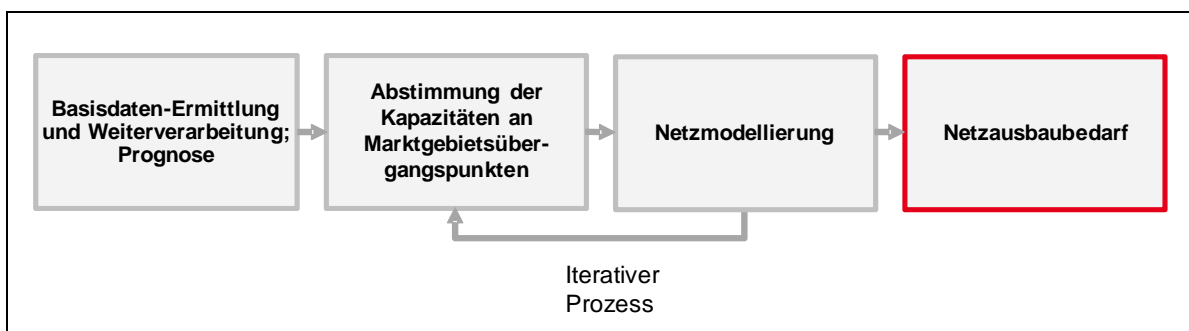 Basisdaten-Ermittlung
und Weiterverarbeitung;
Prognose
Abstimmung der
Kapazitäten an
Marktgebietsüber-
gangspunkten
Netzmodellierung
Netzausbaubedarf
Iterativer
Prozess